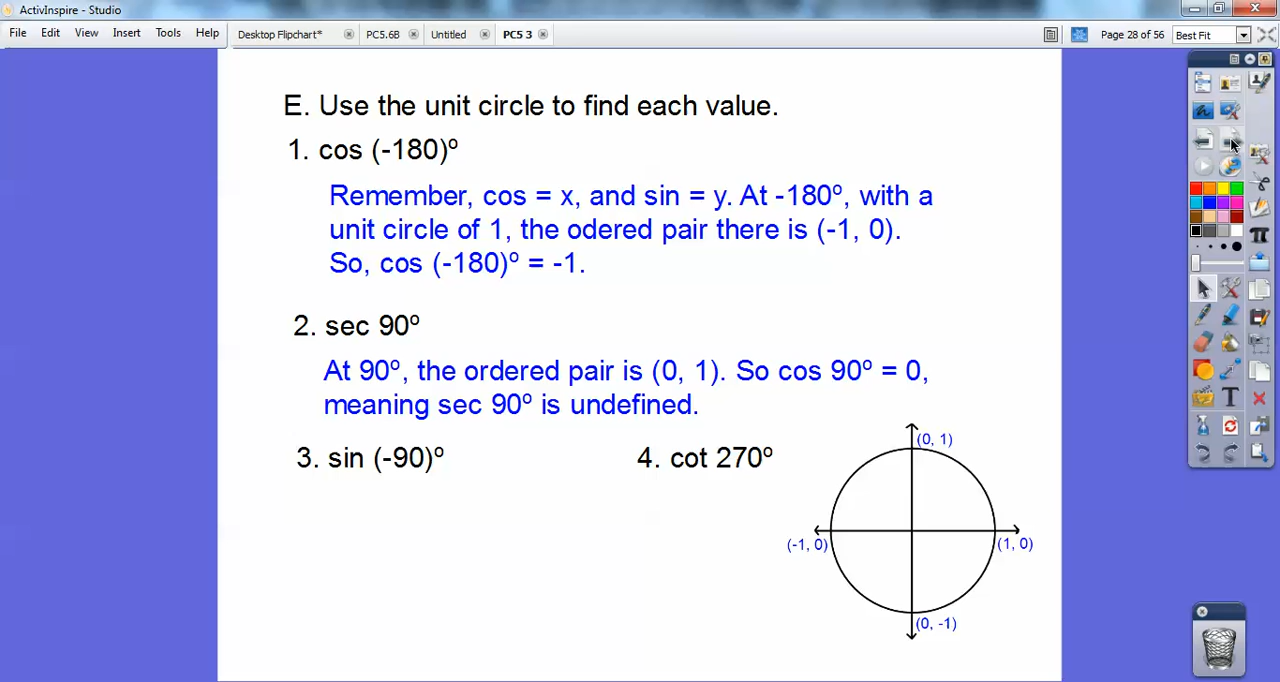 ActivInspire - Studio
File Edit View Insert Tools Help Desktop Flipchart* PC5.6B Untitled PC5 3 Page 28 of 56 Best Fit
E. Use the unit circle to find each value.
1. cos (-180)º
Remember, cos = x, and sin = y. At -180º, with a
unit circle of 1, the odered pair there is (-1, 0).
So, cos (-180)º = -1.
2. sec 90º
At 90º, the ordered pair is (0, 1). So cos 90º = 0,
meaning sec 90º is undefined.
3. sin (-90)º 4. cot 270º
(0, 1)
(-1, 0) (1, 0)
(0, -1)